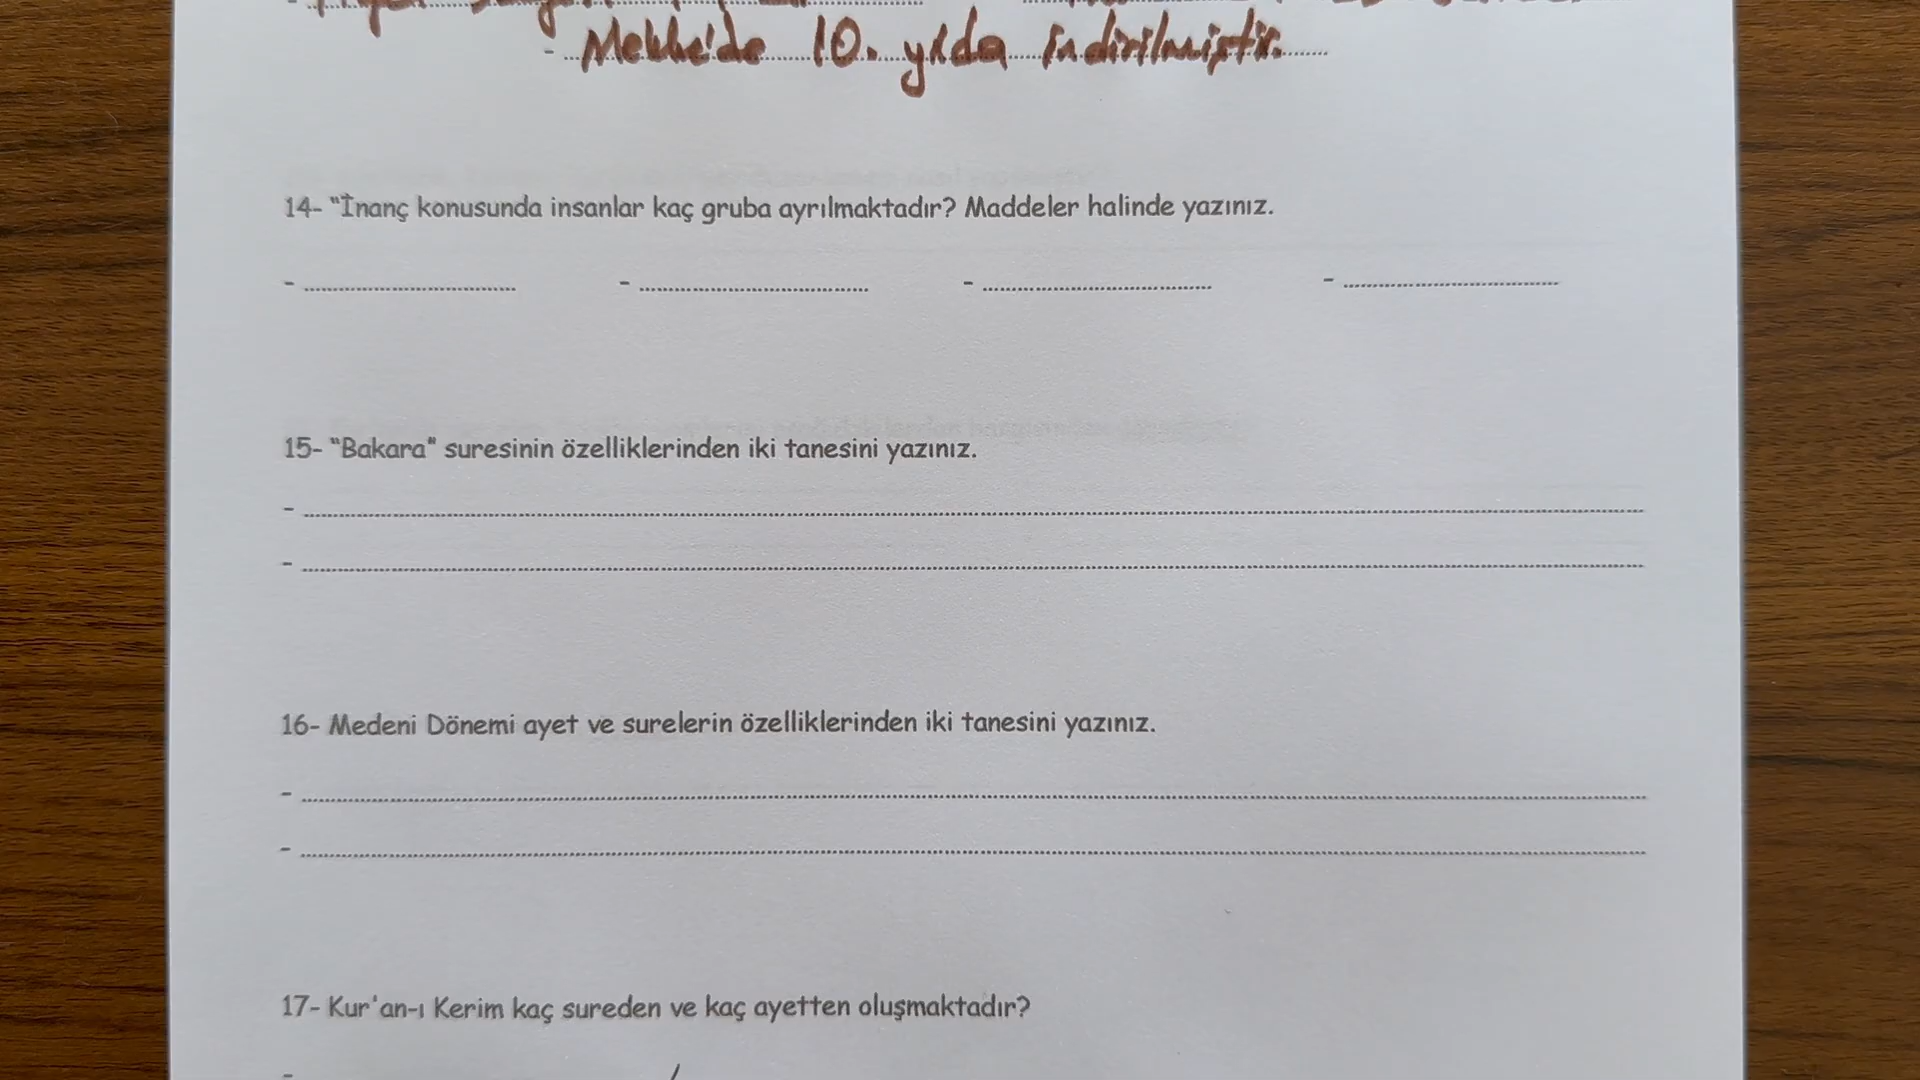 - Mekke'de 10. yılda indirilmiştir.
14- "İnanç konusunda insanlar kaç gruba ayrılmaktadır? Maddeler halinde yazınız.
- ........................................ - ........................................ - ........................................ - ........................................
15- "Bakara" suresinin özelliklerinden iki tanesini yazınız.
- ........................................
- ........................................
16- Medeni Dönemi ayet ve surelerin özelliklerinden iki tanesini yazınız.
- ........................................
- ........................................
17- Kur'an-ı Kerim kaç sureden ve kaç ayetten oluşmaktadır?